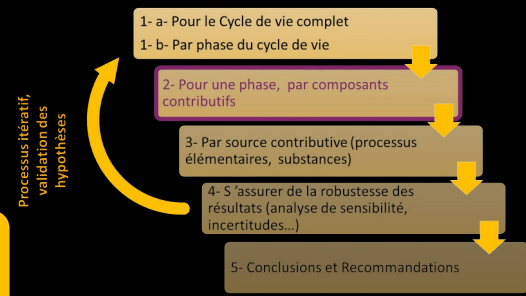 1- a- Pour le Cycle de vie complet
1- b- Par phase du cycle de vie
2- Pour une phase, par composants
contributifs
3- Par source contributive (processus
élémentaires, substances)
4- S 'assurer de la robustesse des
résultats (analyse de sensibilité,
incertitudes...)
5- Conclusions et Recommandations
Processus itératif,
validation des
hypothèses